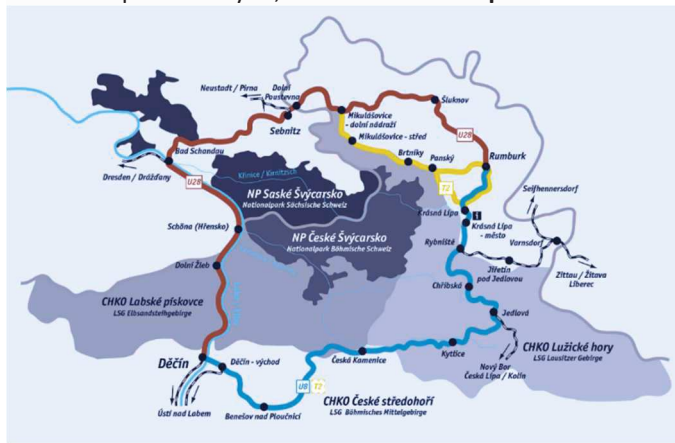 Neustadt / Pirna
Dolní
Poustevna
Sebnitz
Mikulášovice
- dolní nádraží
Šluknov
U28
Mikulášovice - střed
Brtníky
Panský
Rumburk
T2
Bad Schandau
Dresden / Drážďany
U28
Křinice / Kirnitzsch
NP Saské Švýcarsko
Nationalpark Sächsische Schweiz
Krásná Lípa
Krásná Lípa
- město
Seifhennersdorf
Schöna (Hřensko)
NP České Švýcarsko
Nationalpark Böhmische Schweiz
Rybniště
Varnsdorf
Jiřetín
pod Jedlovou
Zittau / Žitava
Liberec
Dolní Žleb
Chřibská
CHKO Labské pískovce
LSG Elbsandsteingebirge
Jedlová
CHKO Lužické hory
LSG Lausitzer Gebirge
Děčín
Děčín - východ
Česká Kamenice
Kytlice
Nový Bor
Česká Lípa / Kolín
U8
T2
Ústí nad Labem
Benešov nad Ploučnicí
CHKO České středohoří
LSG Böhmisches Mittelgebirge